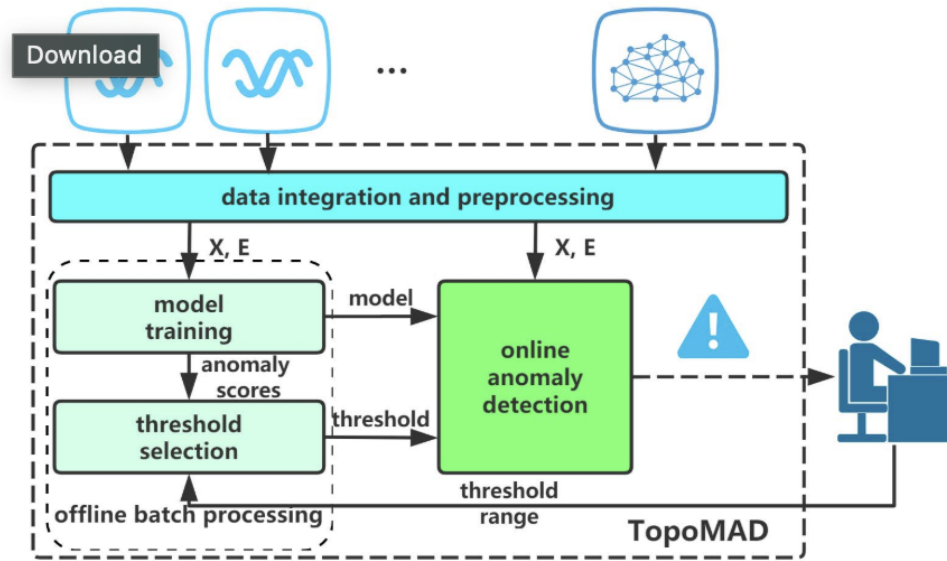 Download
...
data integration and preprocessing
X, E
X, E
model
training
model
anomaly
scores
threshold
selection
threshold
online
anomaly
detection
!
threshold
range
offline batch processing
TopoMAD